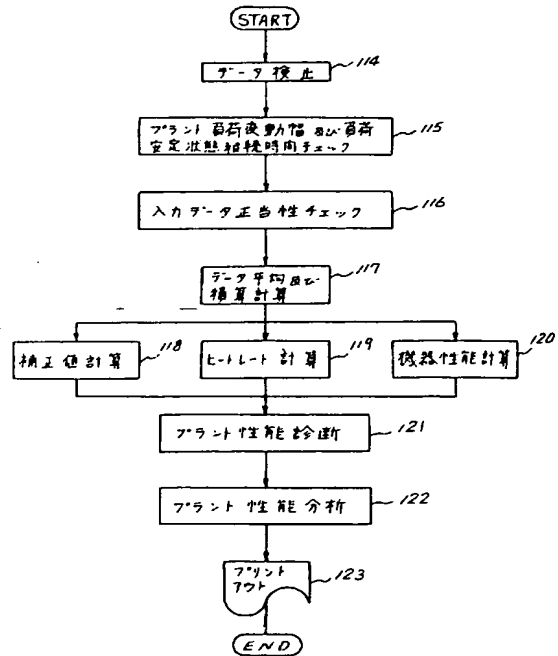 START
データ検出
114
プラント負荷変動幅及び負荷
安定状態継続時間チェック
115
入力データ正当性チェック
116
データ平均及び
積算計算
117
補正値計算
118
ヒートレート計算
119
機器性能計算
120
プラント性能診断
121
プラント性能分析
122
プリント
アウト
123
END